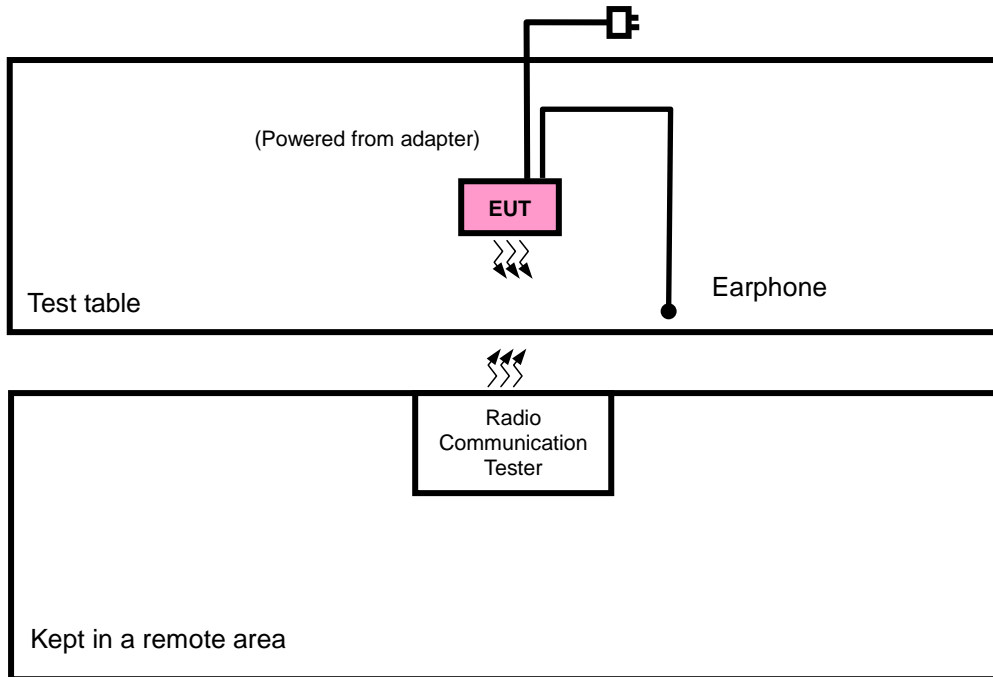 (Powered from adapter)
EUT
Earphone
Test table
Radio
Communication
Tester
Kept in a remote area